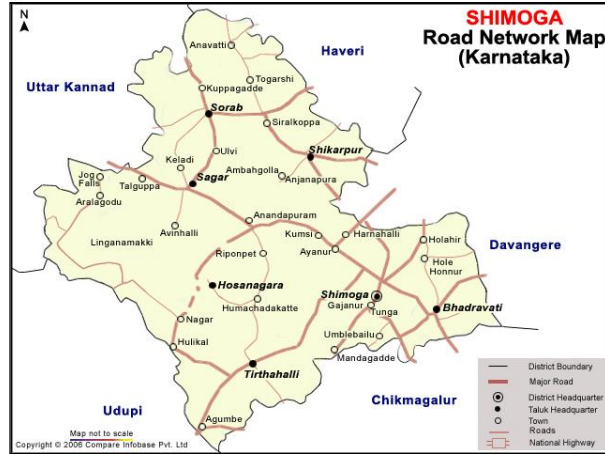 SHIMOGA
Road Network Map
(Karnataka)
N
Anavatti
Haveri
Togarshi
Uttar Kannad
Kuppagadde
Sorab
Siralkoppa
Ulvi
Shikarpur
Keladi
Jog
Falls
Talguppa
Sagar
Ambahgolla
Anjanapura
Aralagodu
Anandapuram
Avinhalli
Linganamakki
Kumsi
Harnahalli
Holahir
Davangere
Riponpet
Ayanur
Hole
Honnur
Hosanagara
Shimoga
Humachadakatte
Gajanur
Tunga
Bhadravati
Nagar
Umblebailu
Hulikal
Mandagadde
Tirthahalli
Udupi
Chikmagalur
Agumbe
Map not to scale
Copyright © 2006 Compare Infobase Pvt. Ltd
District Boundary
Major Road
District Headquarter
Taluk Headquarter
Town
Roads
National Highway